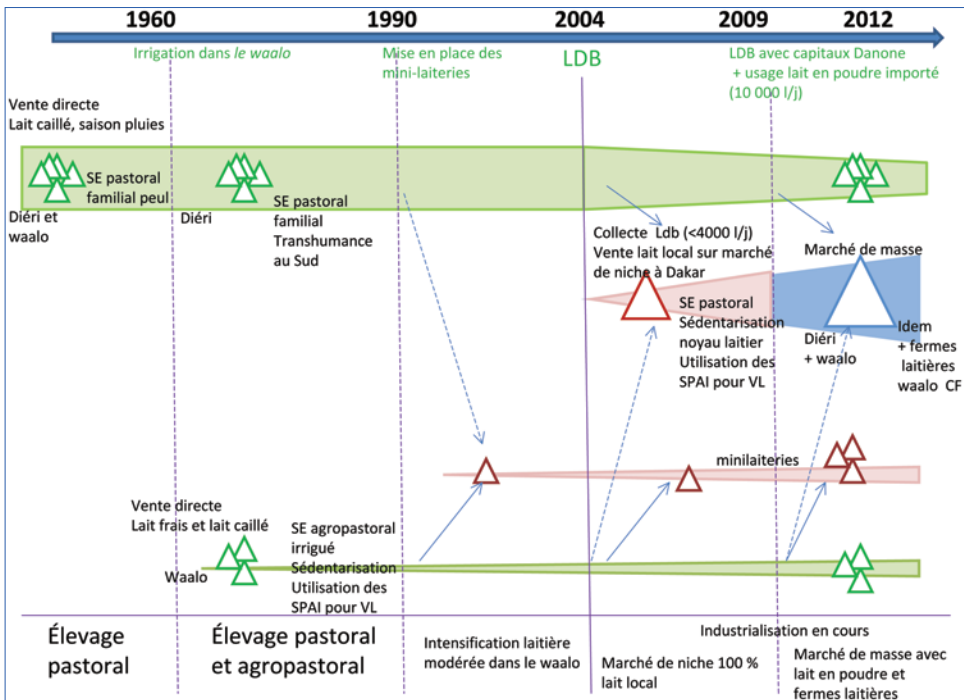 1960
1990
2004
2009
2012
Irrigation dans le waalo
Mise en place des
mini-laiteries
LDB
LDB avec capitaux Danone
+ usage lait en poudre importé
(10 000 l/j)
Vente directe
Lait caillé, saison pluies
SE pastoral
familial peul
Diéri et
waalo
Diéri
SE pastoral
familial
Transhumance
au Sud
Collecte Ldb (<4000 l/j)
Vente lait local sur marché
de niche à Dakar
Marché de masse
SE pastoral
Sédentarisation
noyau laitier
Utilisation des
SPAI pour VL
Diéri
+ waalo
Idem
+ fermes
laitières
waalo CF
minilaiteries
Vente directe
Lait frais et lait caillé
Waalo
SE agropastoral
irrigué
Sédentarisation
Utilisation des
SPAI pour VL
Élevage
pastoral
Élevage pastoral
et agropastoral
Intensification laitière
modérée dans le waalo
Industrialisation en cours
Marché de niche 100 %
lait local
Marché de masse avec
lait en poudre et
fermes laitières